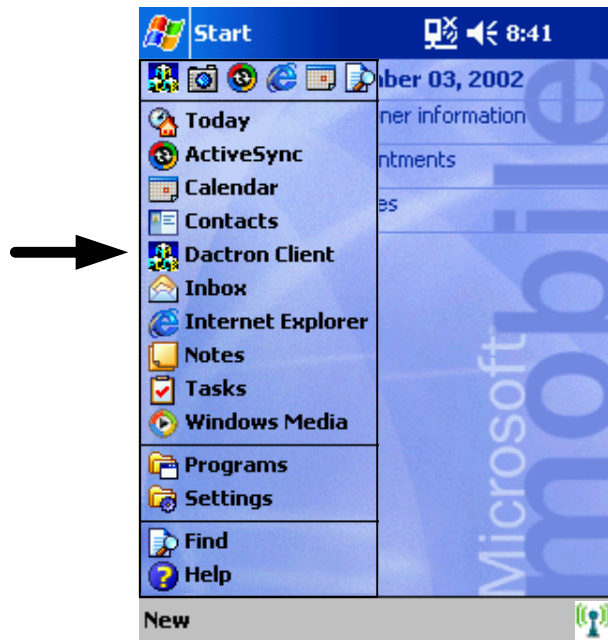 Start 8:41
ber 03, 2002
ner information
Today
ActiveSync
ntments
Calendar
es
Contacts
Dactron Client
Inbox
Internet Explorer
Notes
Tasks
Windows Media
Programs
Settings
Find
Help
Microsoft
mobile
New